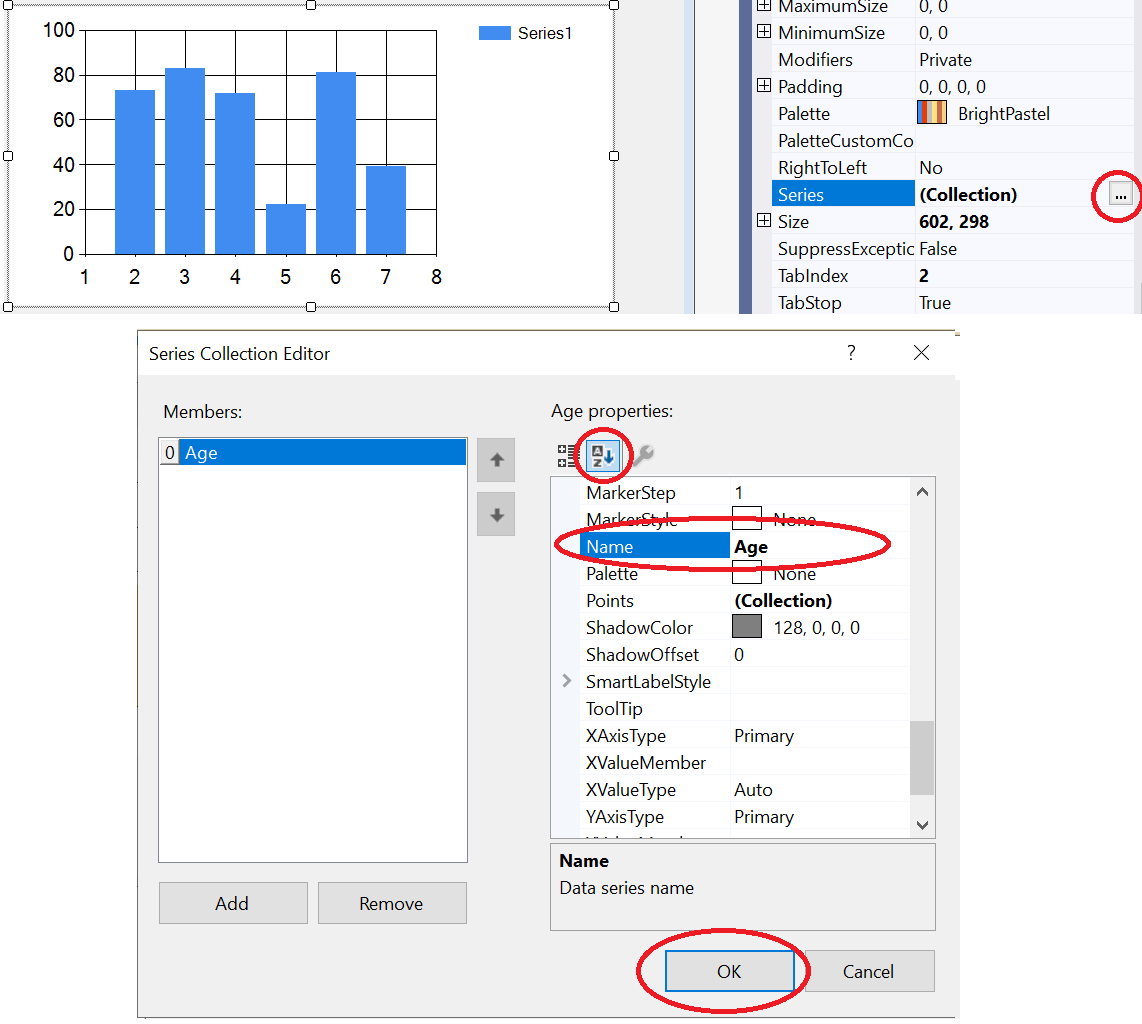 100
80
60
40
20
0
1 2 3 4 5 6 7 8
Series1
MaximumSize 0, 0
MinimumSize 0, 0
Modifiers Private
Padding 0, 0, 0, 0
Palette BrightPastel
PaletteCustomCo
RightToLeft No
Series (Collection) ...
Size 602, 298
SuppressExceptic False
TabIndex 2
TabStop True
Series Collection Editor ?
Members:
0 Age
Add Remove
Age properties:
A
Z
MarkerStep 1
MarkerStyle None
Name Age
Palette None
Points (Collection)
ShadowColor 128, 0, 0, 0
ShadowOffset 0
SmartLabelStyle
ToolTip
XAxisType Primary
XValueMember
XValueType Auto
YAxisType Primary
Name
Data series name
OK Cancel